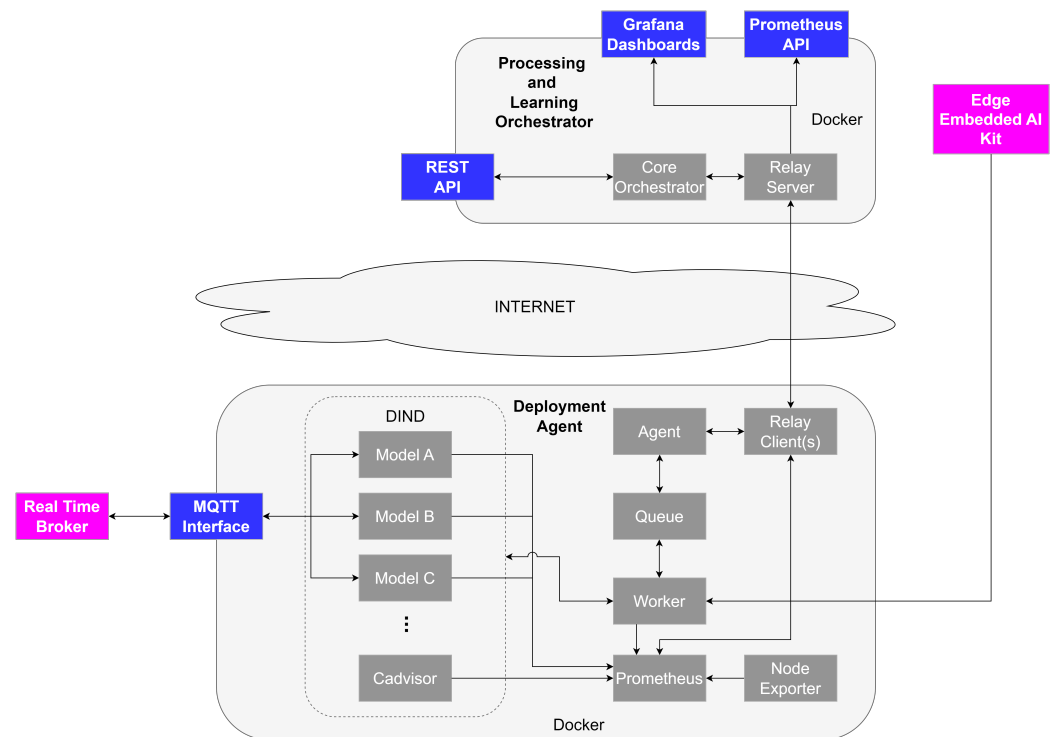 Grafana
Dashboards
Prometheus
API
Processing
and
Learning
Orchestrator
Docker
Edge
Embedded AI
Kit
REST
API
Core
Orchestrator
Relay
Server
INTERNET
DIND
Deployment
Agent
Model A
Agent
Relay
Client(s)
Real Time
Broker
MQTT
Interface
Model B
Queue
Model C
Worker
⋮
Cadvisor
Prometheus
Node
Exporter
Docker